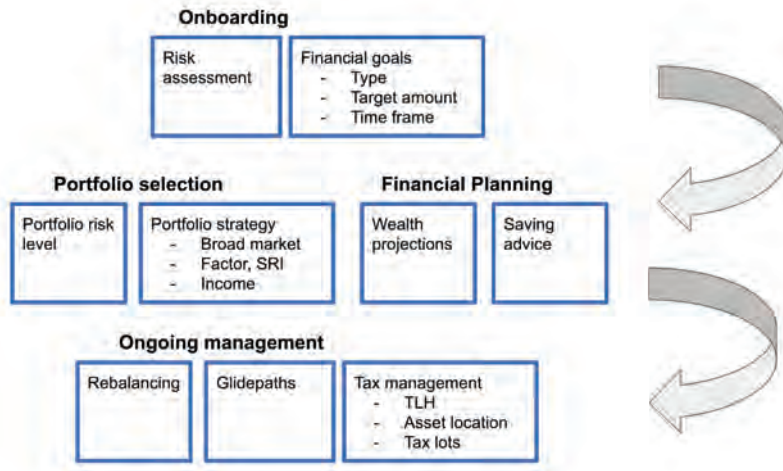 Onboarding
Risk
assessment
Financial goals
- Type
- Target amount
- Time frame
Portfolio selection
Financial Planning
Portfolio risk
level
Portfolio strategy
- Broad market
- Factor, SRI
- Income
Wealth
projections
Saving
advice
Ongoing management
Rebalancing
Glidepaths
Tax management
- TLH
- Asset location
- Tax lots